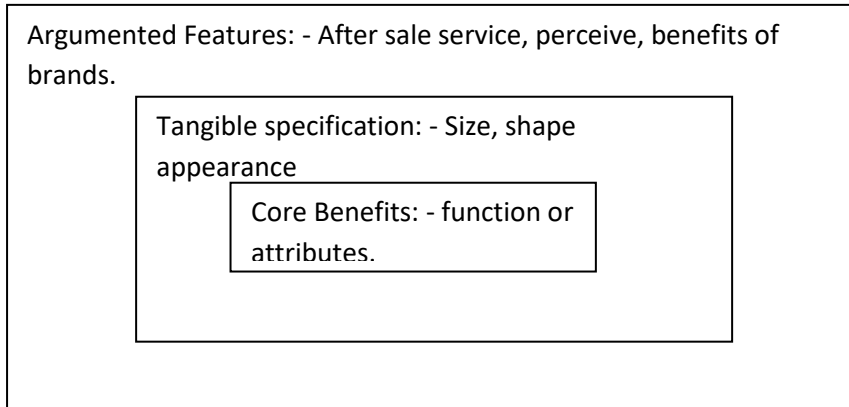 Argumented Features: - After sale service, perceive, benefits of
brands.
Tangible specification: - Size, shape
appearance
Core Benefits: - function or
attributes.